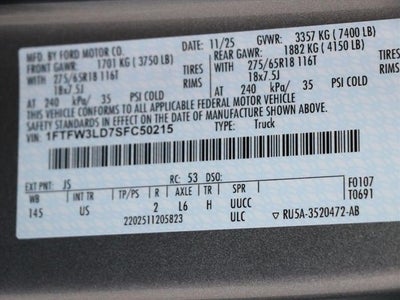 MFD. BY FORD MOTOR CO.
DATE: 11/25 GVWR: 3357 KG (7400 LB)
FRONT GAWR: 1701 KG (3750 LB) RU GAWR: 1882 KG (4150 LB)
WITH TIRES WITH TIRES
275/65R18 116T 275/65R18 116T
18x7.5J RIMS 18x7.5J RIMS
AT 240 kPa/ 35 PSI COLD AT 240 kPa/ 35 PSI COLD
THIS VEHICLE CONFORMS TO ALL APPLICABLE FEDERAL MOTOR VEHICLE
SAFETY
IN EFFECT ON THE DATE OF MANUFACTURE SHOWN ABOVE.
VIN: 1FTFW3LD7SFC50215 TYPE: Truck
EXT PNT: JS RC: 53 DSO: F0107
WB INT TR TP/PS R AXLE TR T0691
145 US 2 L6 H UUCC
2202511205823 ULC RU5A-3520472-AB